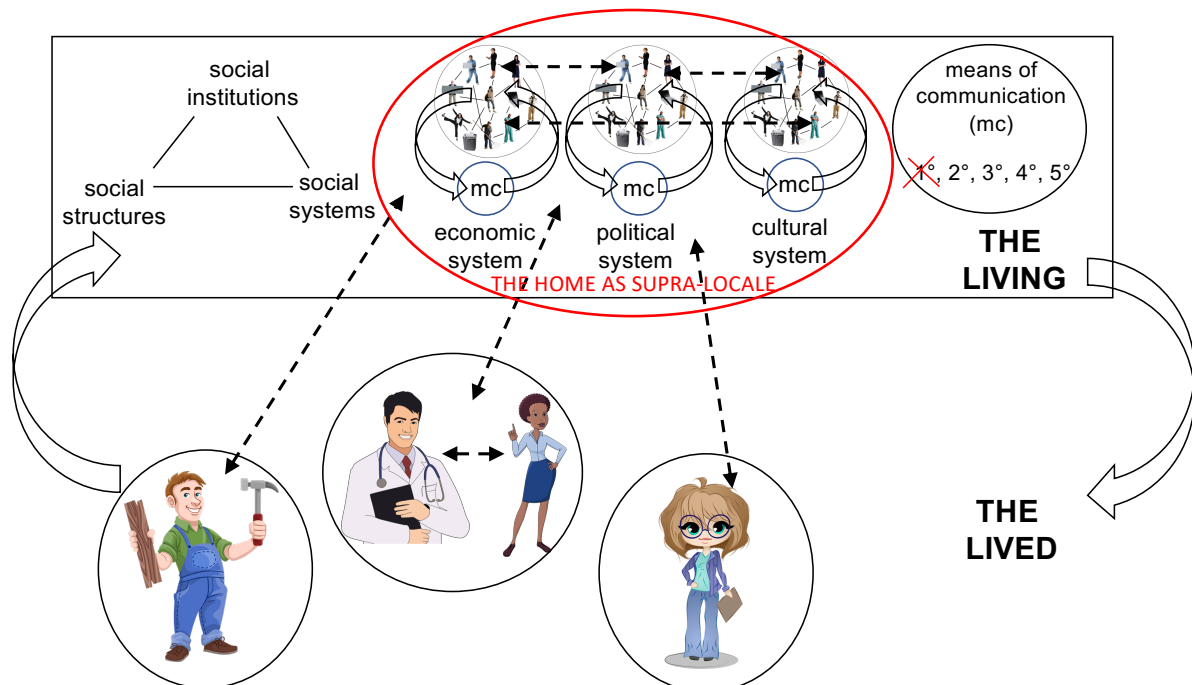 social
institutions
social
structures
social
systems
mc
economic
system
mc
political
system
mc
cultural
system
THE HOME AS SUPRA-LOCALE
means of
communication
(mc)
1°, 2°, 3°, 4°, 5°
THE
LIVING
THE
LIVED